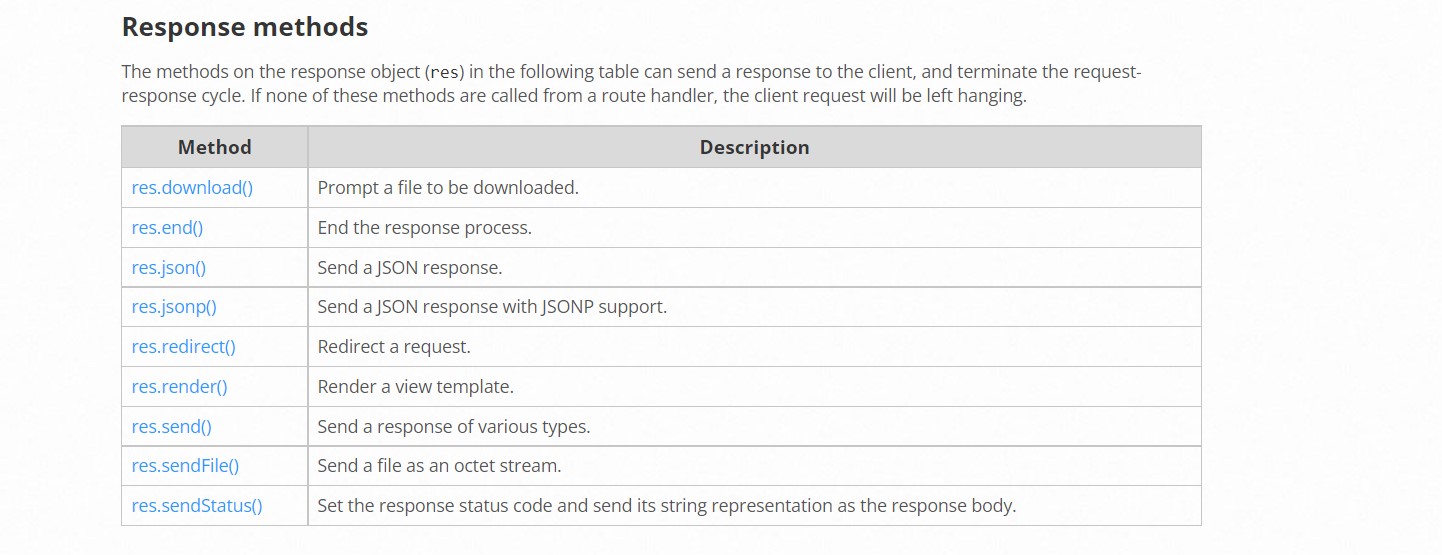 Response methods
The methods on the response object (res) in the following table can send a response to the client, and terminate the request-
response cycle. If none of these methods are called from a route handler, the client request will be left hanging.
Method Description
res.download() Prompt a file to be downloaded.
res.end() End the response process.
res.json() Send a JSON response.
res.jsonp() Send a JSON response with JSONP support.
res.redirect() Redirect a request.
res.render() Render a view template.
res.send() Send a response of various types.
res.sendFile() Send a file as an octet stream.
res.sendStatus() Set the response status code and send its string representation as the response body.